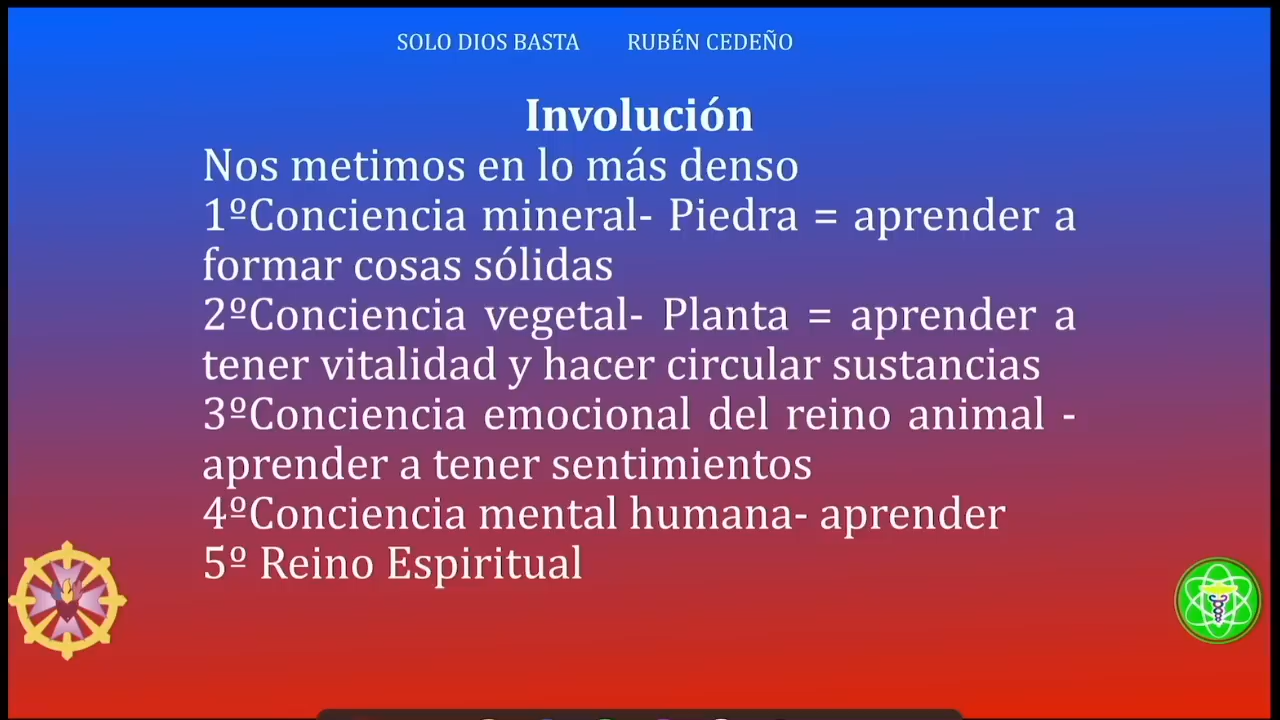 SOLO DIOS BASTA RUBÉN CEDEÑO
Involución
Nos metimos en lo más denso
1ºConciencia mineral- Piedra = aprender a
formar cosas sólidas
2ºConciencia vegetal- Planta = aprender a
tener vitalidad y hacer circular sustancias
3ºConciencia emocional del reino animal -
aprender a tener sentimientos
4ºConciencia mental humana- aprender
5º Reino Espiritual